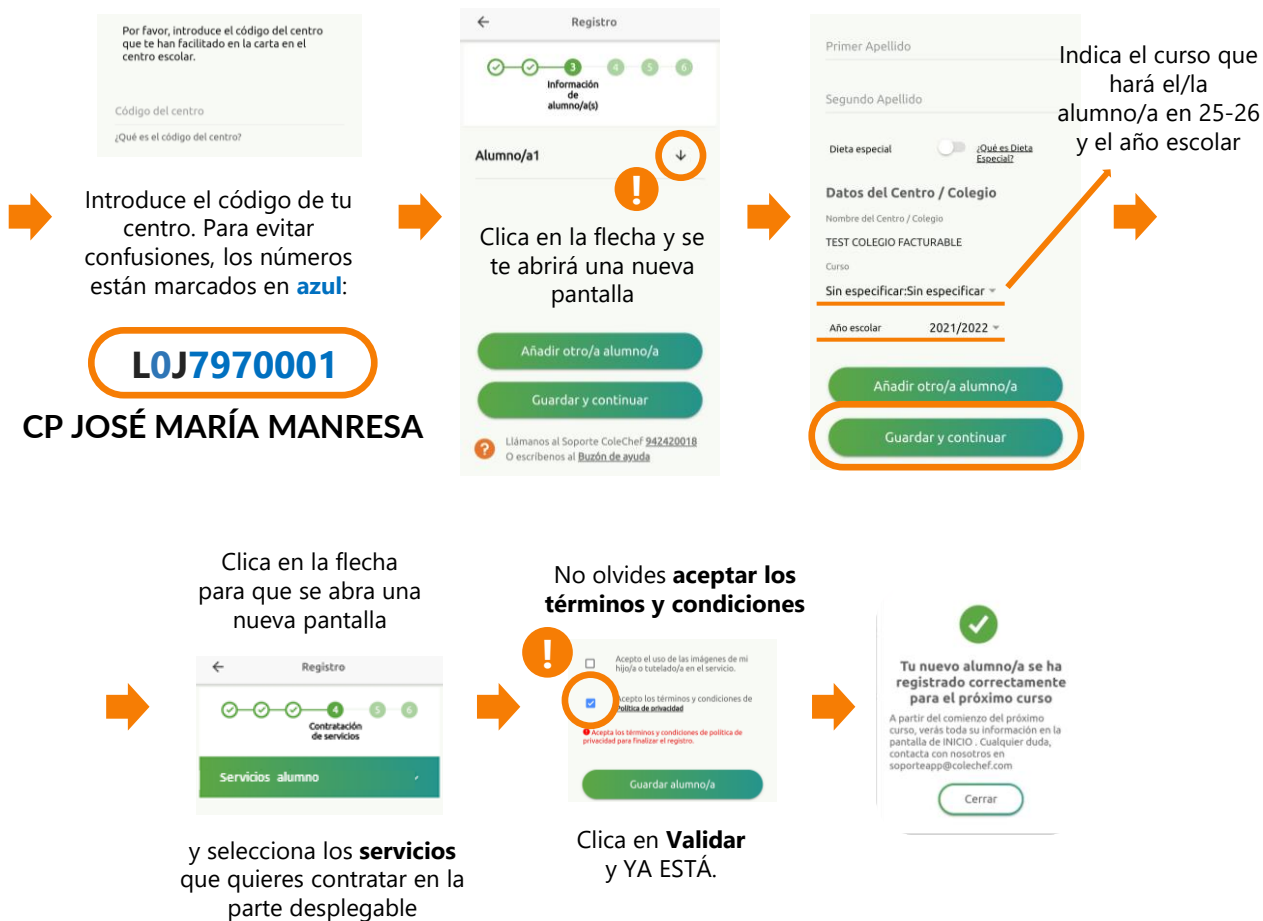 Por favor, introduce el código del centro
que te han facilitado en la carta en el
centro escolar.
Código del centro
¿Qué es el código del centro?
Introduce el código de tu
centro. Para evitar
confusiones, los números
están marcados en azul:
L0J7970001
CP JOSÉ MARÍA MANRESA
Registro
3
4
5
6
Información
de
alumno/a(s)
Alumno/a1
!
Clica en la flecha y se
te abrirá una nueva
pantalla
Añadir otro/a alumno/a
Guardar y continuar
?
Llámanos al Soporte ColeChef 942420018
O escríbenos al Buzón de ayuda
Primer Apellido
Segundo Apellido
Dieta especial
¿Qué es Dieta
Especial?
Datos del Centro / Colegio
Nombre del Centro / Colegio
TEST COLEGIO FACTURABLE
Curso
Sin especificar:Sin especificar
Año escolar 2021/2022
Añadir otro/a alumno/a
Guardar y continuar
Indica el curso que
hará el/la
alumno/a en 25-26
y el año escolar
Clica en la flecha
para que se abra una
nueva pantalla
Registro
4
5
6
Contratación
de servicios
Servicios alumno
y selecciona los servicios
que quieres contratar en la
parte desplegable
No olvides aceptar los
términos y condiciones
!
Acepto el uso de las imágenes de mi
hijo/a o tutelado/a en el servicio.
Acepto los términos y condiciones de
Política de privacidad
Acepta los términos y condiciones de política de
privacidad para finalizar el registro.
Guardar alumno/a
Clica en Validar
y YA ESTÁ.
Tu nuevo alumno/a se ha
registrado correctamente
para el próximo curso
A partir del comienzo del próximo
curso, verás toda su información en la
pantalla de INICIO . Cualquier duda,
contacta con nosotros en
soporteapp@colechef.com
Cerrar